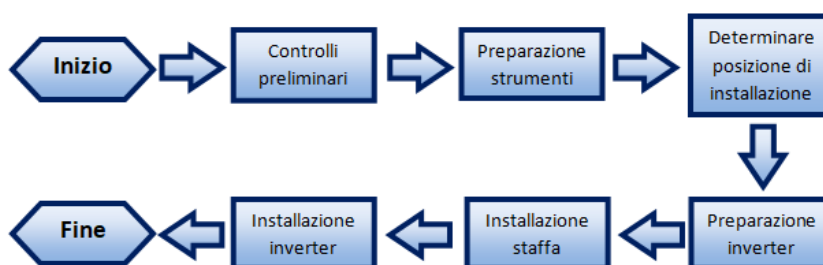 Inizio
Controlli
preliminari
Preparazione
strumenti
Determinare
posizione di
installazione
Preparazione
inverter
Installazione
staffa
Installazione
inverter
Fine